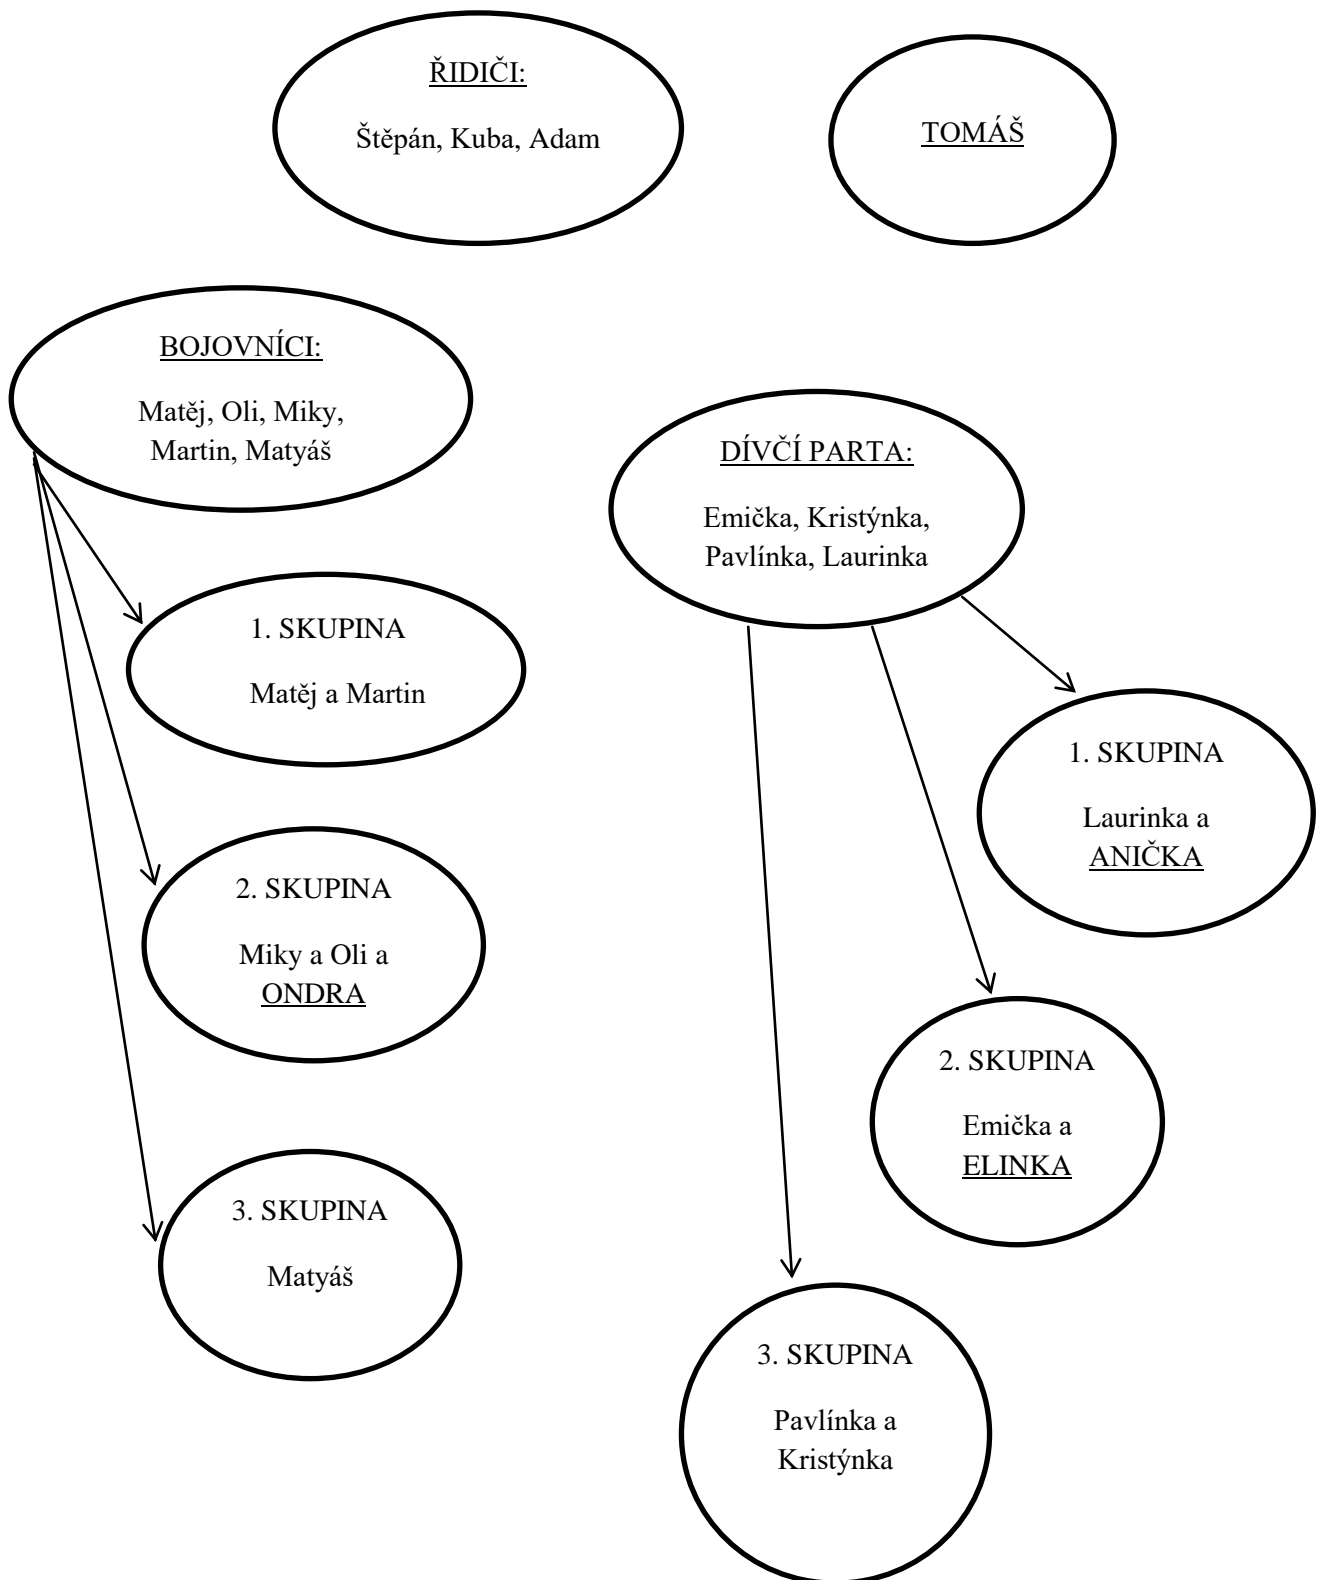 ŘIDIČI:
Štěpán, Kuba, Adam
TOMÁŠ
BOJOVNÍCI:
Matěj, Oli, Miky,
Martin, Matyáš
DÍVČÍ PARTA:
Emička, Kristýnka,
Pavlínka, Laurinka
1. SKUPINA
Matěj a Martin
2. SKUPINA
Miky a Oli a
ONDRA
3. SKUPINA
Matyáš
1. SKUPINA
Laurinka a
ANIČKA
2. SKUPINA
Emička a
ELINKA
3. SKUPINA
Pavlínka a
Kristýnka